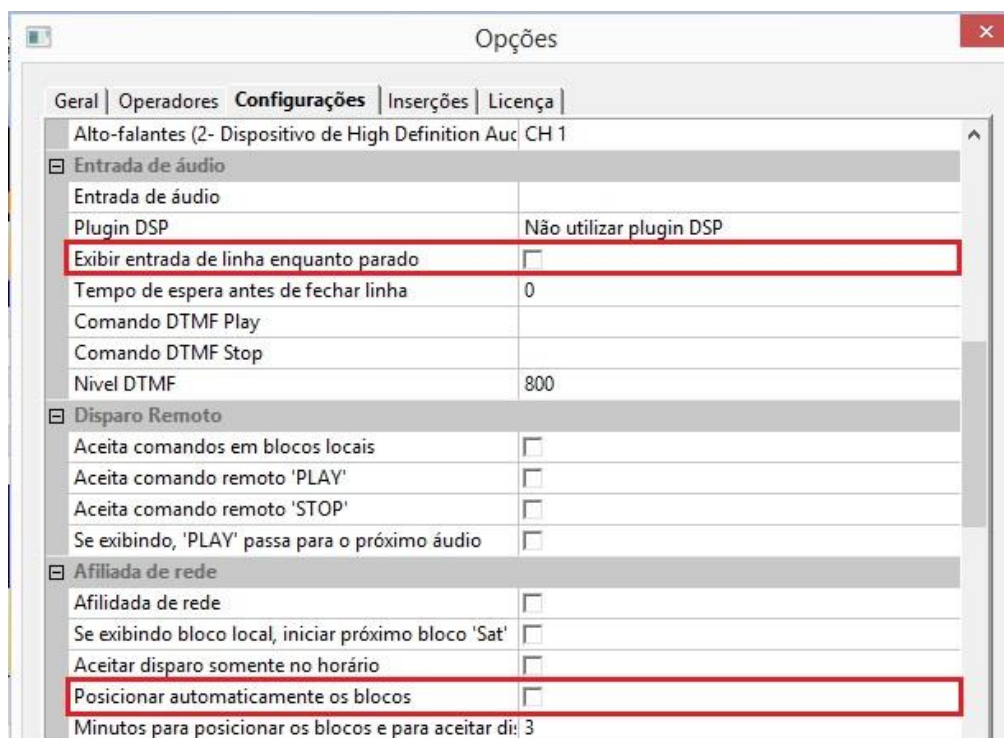 Opções
Geral Operadores Configurações Inserções Licença
Alto-falantes (2- Dispositivo de High Definition Auc CH 1
Entrada de áudio
Entrada de áudio
Plugin DSP Não utilizar plugin DSP
Exibir entrada de linha enquanto parado
Tempo de espera antes de fechar linha 0
Comando DTMF Play
Comando DTMF Stop
Nivel DTMF 800
Disparo Remoto
Aceita comandos em blocos locais
Aceita comando remoto 'PLAY'
Aceita comando remoto 'STOP'
Se exibindo, 'PLAY' passa para o próximo áudio
Afiliada de rede
Afilidada de rede
Se exibindo bloco local, iniciar próximo bloco 'Sat'
Aceitar disparo somente no horário
Posicionar automaticamente os blocos
Minutos para posicionar os blocos e para aceitar di: 3